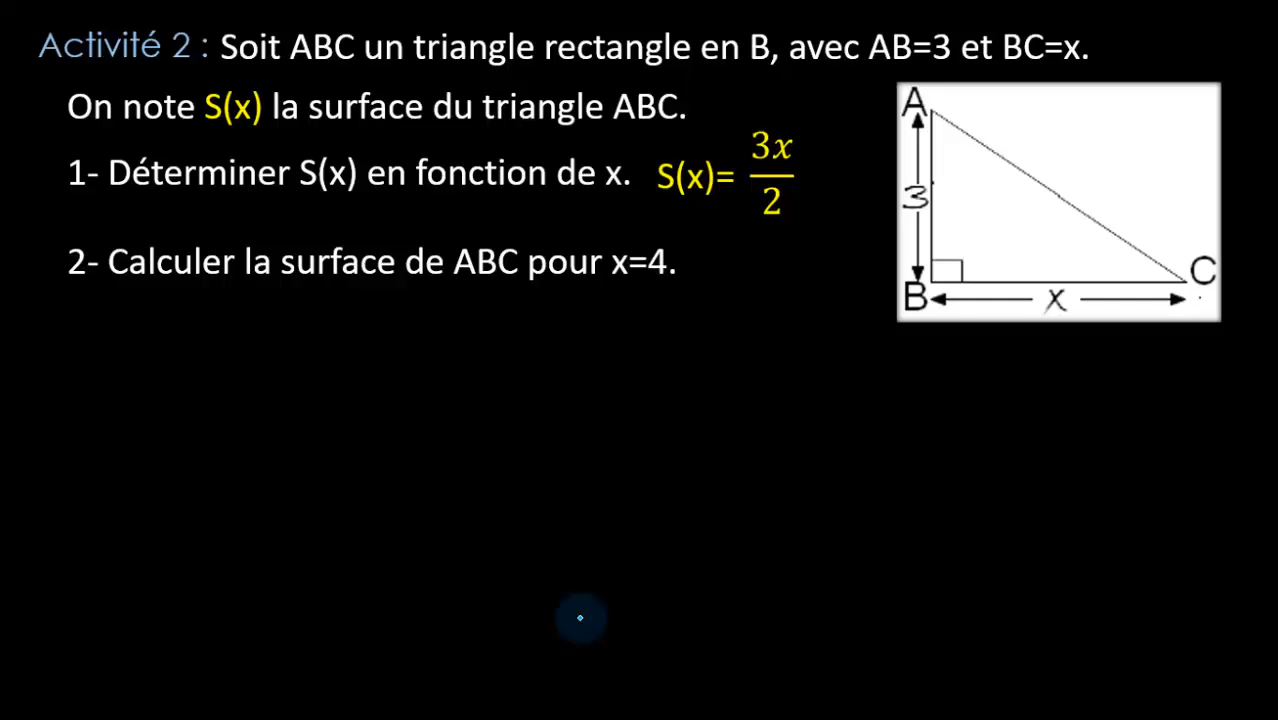 Activité 2 : Soit ABC un triangle rectangle en B, avec AB=3 et BC=x.
On note S(x) la surface du triangle ABC.
1- Déterminer S(x) en fonction de x. S(x)= 3x/2
2- Calculer la surface de ABC pour x=4.
A
3
B
x
C